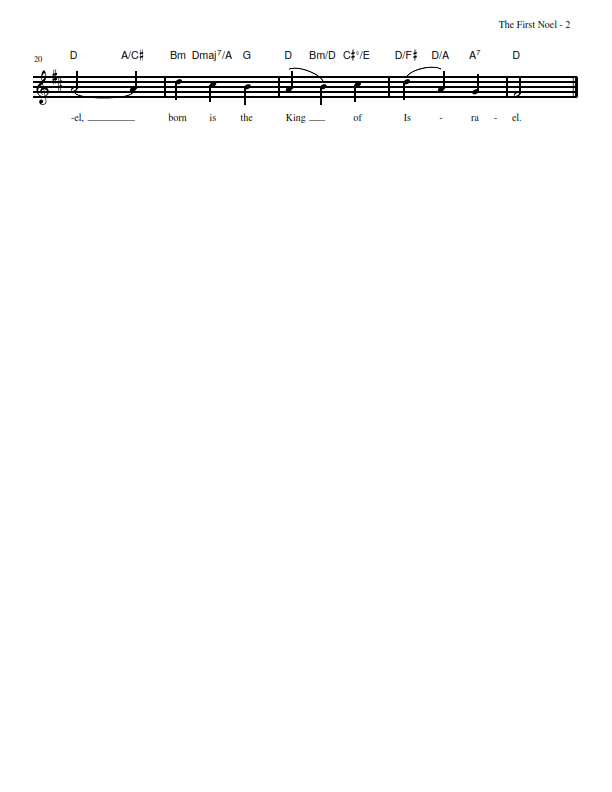 The First Noel - 2
20 D A/C♯ Bm Dmaj7/A G D Bm/D C♯°/E D/F♯ D/A A7 D
-el, born is the King of Is - ra - el.